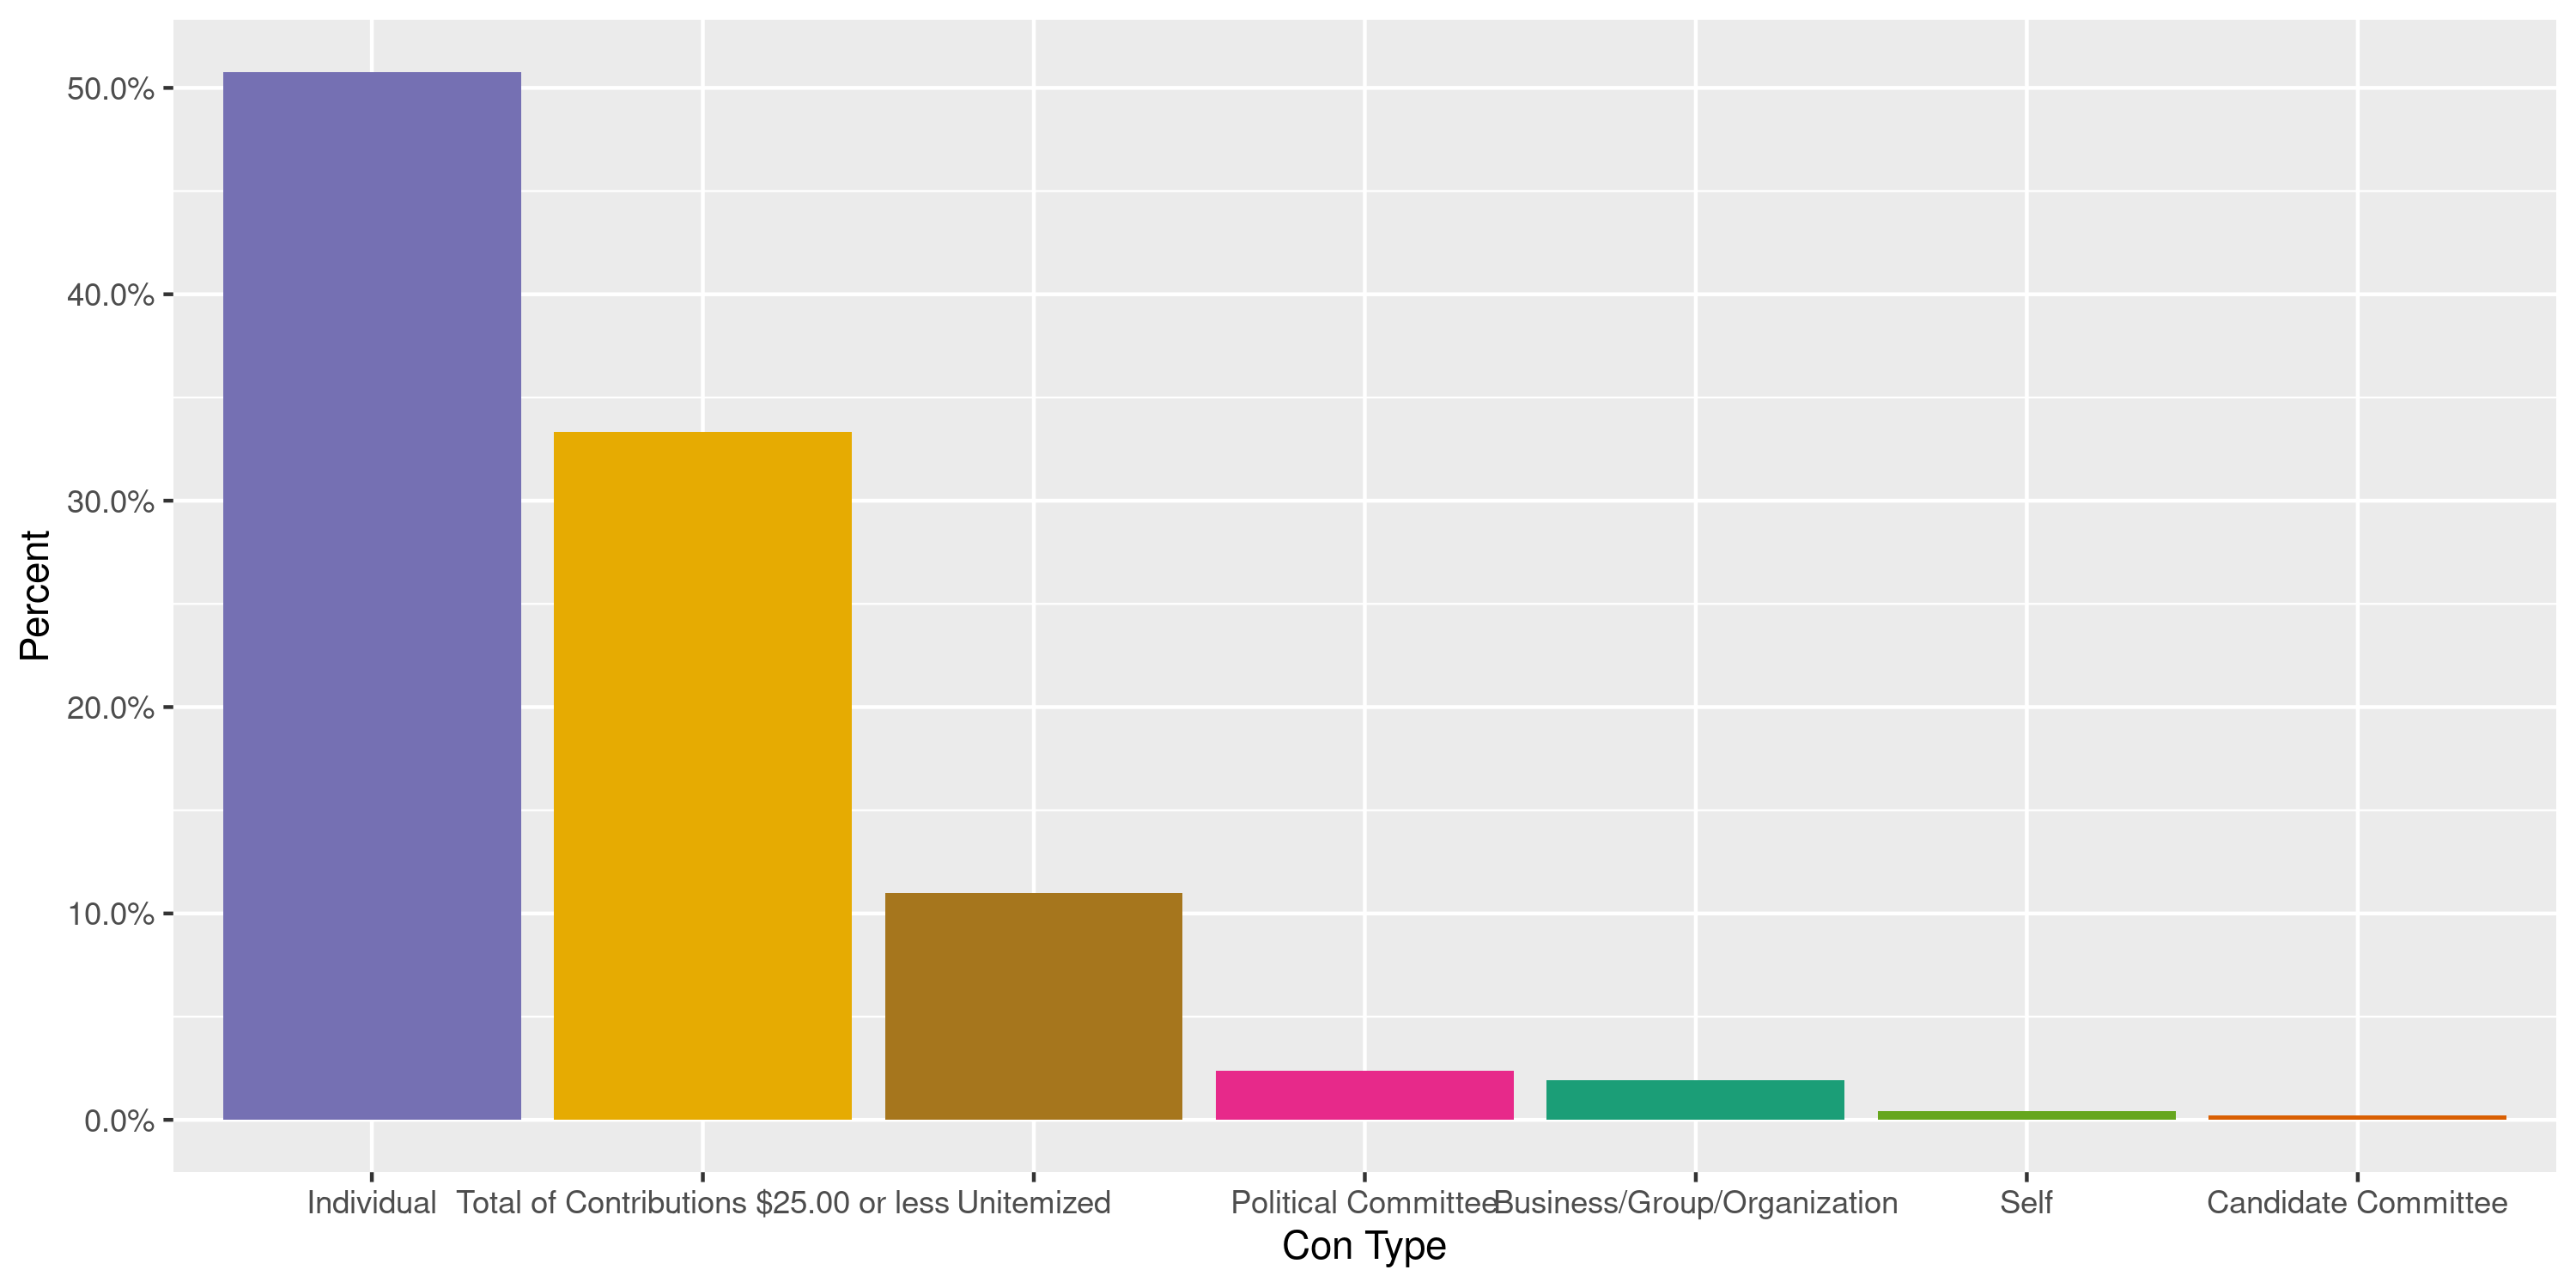 50.0%
40.0%
30.0%
20.0%
10.0%
0.0%
Percent
Individual
Total of Contributions $25.00 or less
Unitemized
Political Committee
Business/Group/Organization
Self
Candidate Committee
Con Type